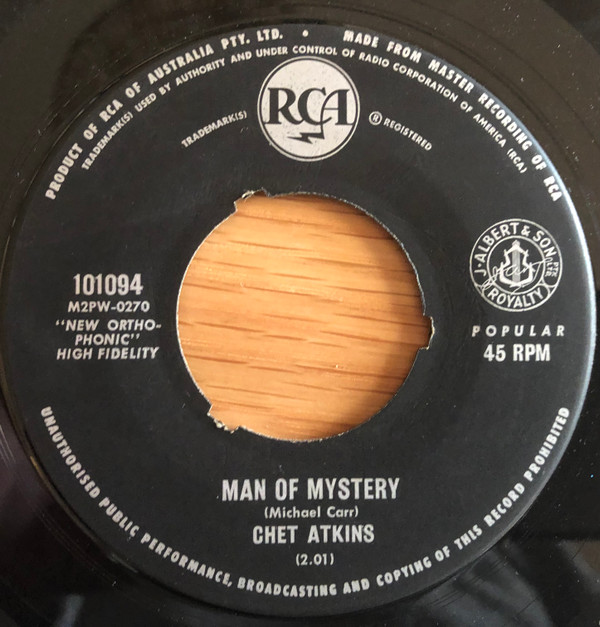 PRODUCT OF RCA OF AUSTRALIA PTY. LTD. • MADE FROM MASTER RECORDING OF RCA
TRADEMARK(S) USED BY AUTHORITY AND UNDER CONTROL OF RADIO CORPORATION OF AMERICA (RCA)
TRADEMARK(S) RCA ® REGISTERED
J. ALBERT & SON PTY. LTD.
ROYALTY
101094
M2PW-0270
"NEW ORTHO-
PHONIC"
HIGH FIDELITY
POPULAR
45 RPM
MAN OF MYSTERY
(Michael Carr)
CHET ATKINS
(2.01)
UNAUTHORISED PUBLIC PERFORMANCE, BROADCASTING AND COPYING OF THIS RECORD PROHIBITED